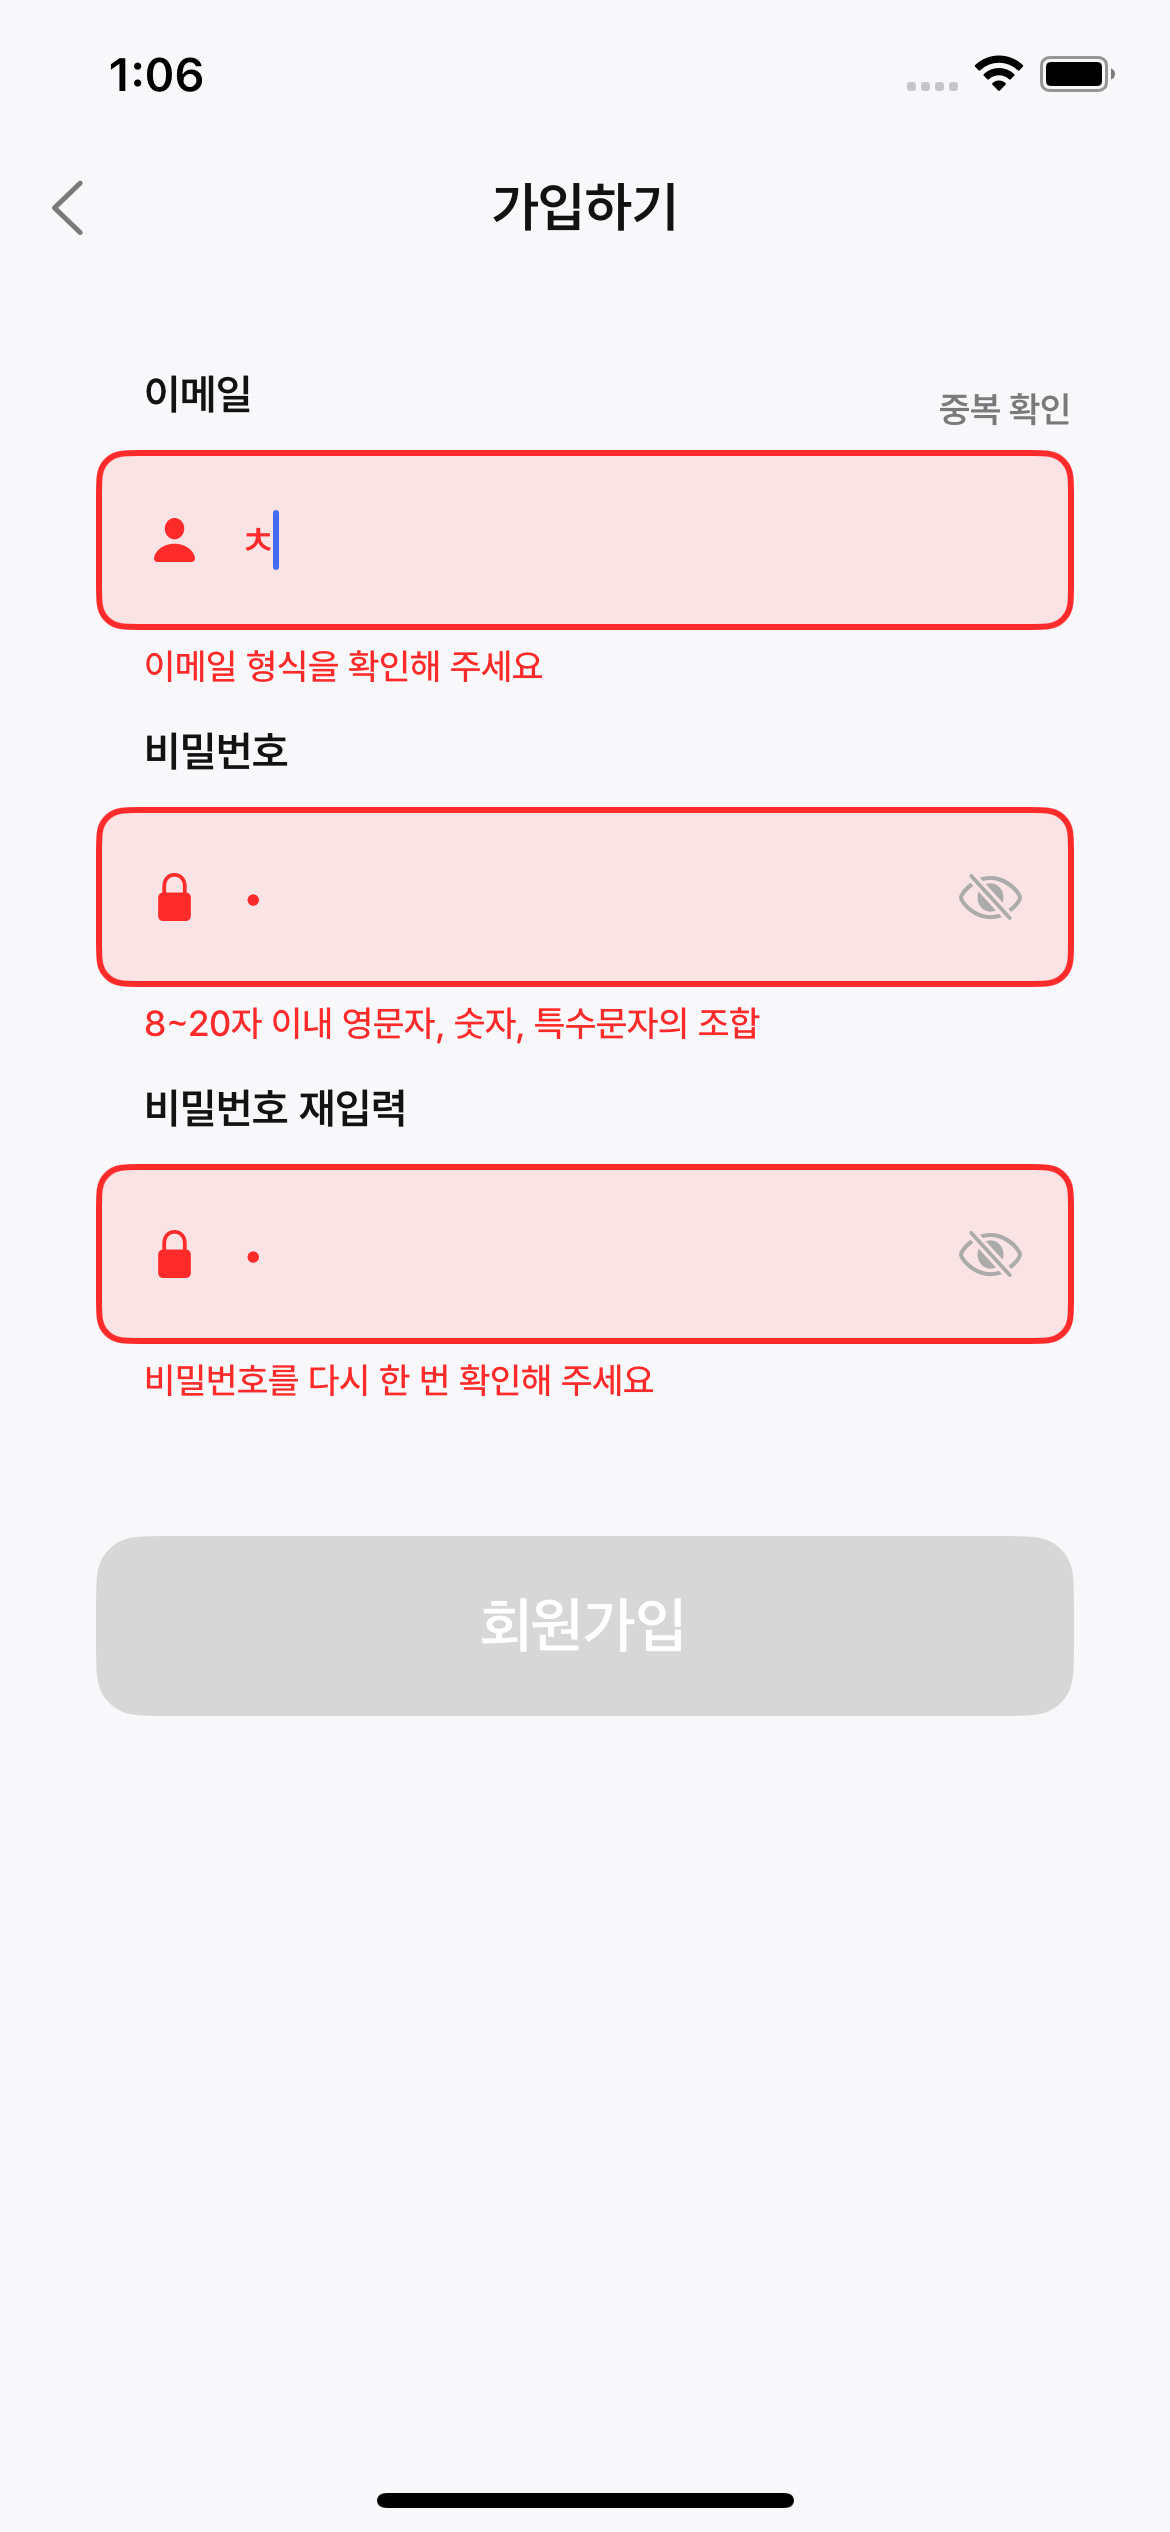 1:06
가입하기
이메일
중복 확인
ㅊ
이메일 형식을 확인해 주세요
비밀번호
•
8~20자 이내 영문자, 숫자, 특수문자의 조합
비밀번호 재입력
•
비밀번호를 다시 한 번 확인해 주세요
회원가입